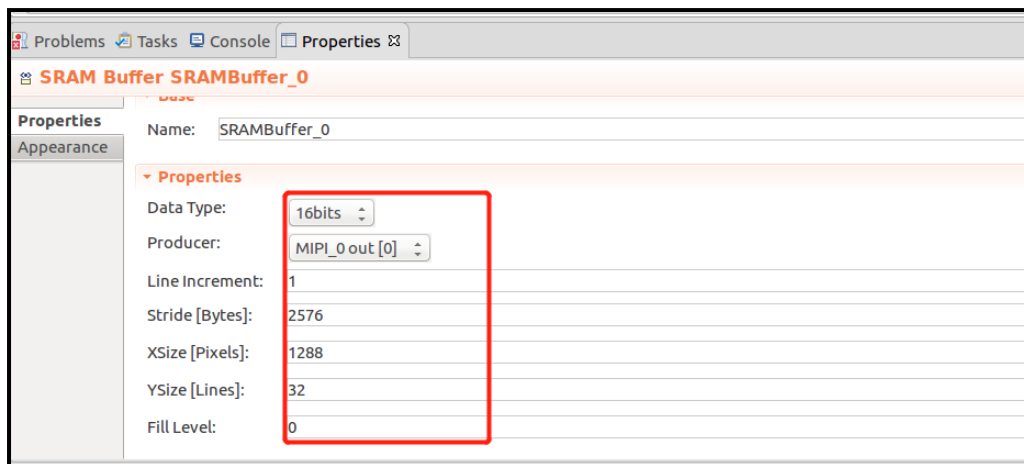 Problems Tasks Console Properties
SRAM Buffer SRAMBuffer_0
Base
Properties
Name: SRAMBuffer_0
Appearance
Properties
Data Type: 16bits
Producer: MIPI_0 out [0]
Line Increment: 1
Stride [Bytes]: 2576
XSize [Pixels]: 1288
YSize [Lines]: 32
Fill Level: 0